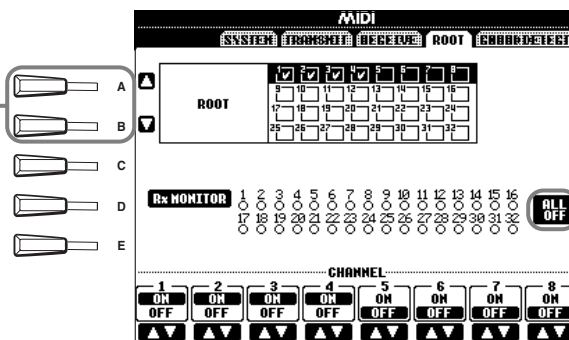 MIDI
SYSTEM TRANSMIT RECEIVE ROOT CHORD DETECT
A
B
C
D
E
ROOT
1 2 3 4 5 6 7 8
9 10 11 12 13 14 15 16
17 18 19 20 21 22 23 24
25 26 27 28 29 30 31 32
Rx MONITOR
1 2 3 4 5 6 7 8 9 10 11 12 13 14 15 16
17 18 19 20 21 22 23 24 25 26 27 28 29 30 31 32
ALL
OFF
CHANNEL
1 2 3 4 5 6 7 8
ON ON ON ON ON ON ON ON
OFF OFF OFF OFF OFF OFF OFF OFF